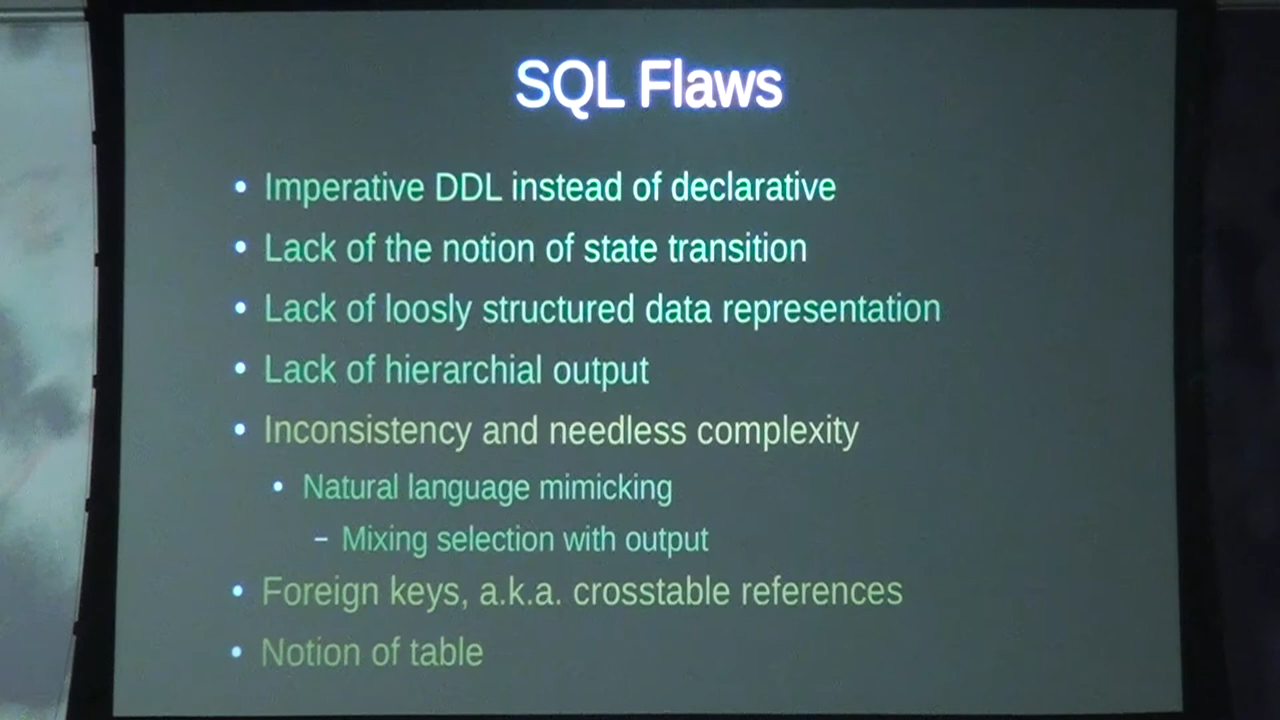 SQL Flaws
• Imperative DDL instead of declarative
• Lack of the notion of state transition
• Lack of loosly structured data representation
• Lack of hierarchial output
• Inconsistency and needless complexity
• Natural language mimicking
– Mixing selection with output
• Foreign keys, a.k.a. crosstable references
• Notion of table